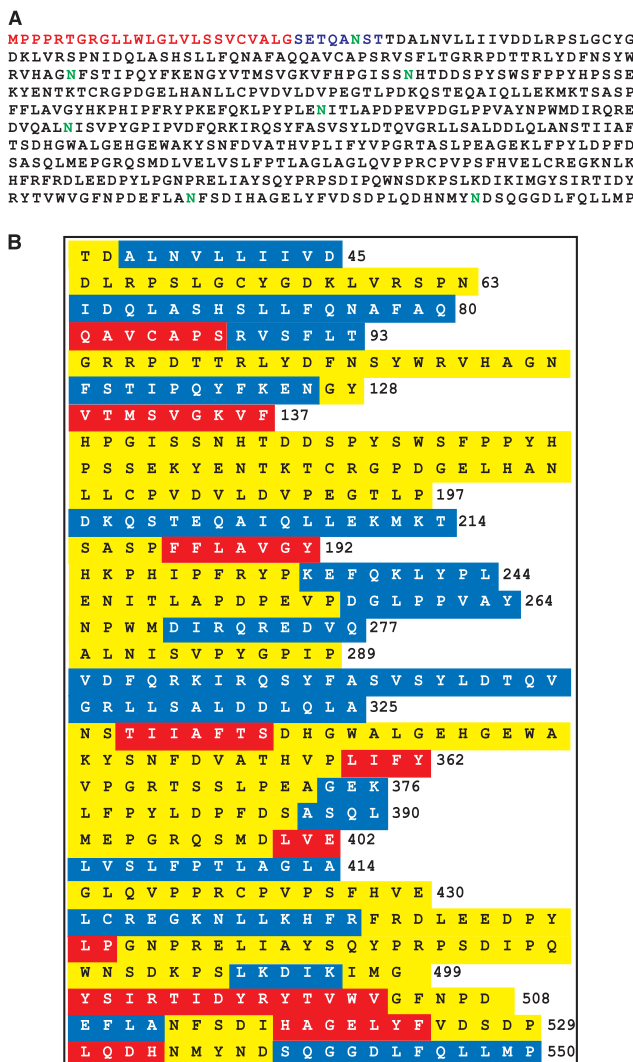 A
MPPPRTGRGLLWLGLVLSSVCVALGSETQANSTTDALNVLLIIVDDLRPSLGCYG
DKLVRSPNIDQLASHSLLFQNAFAQQAVCAPSRVSFLTGRRPDTTRLYDFNSYW
RVHAGNFSTIPQYFKENGYVTMSVGKVFHPGISSNHTDDSPYSWSFPPYHPSSE
KYENTKTCRGPDGELHANLLCPVDVLDVPEGTLPDKQSTEQAIQLLEKMKTSASP
FFLAVGYHKPHIPFRYPKEFQKLYPLENITLAPDPEVPDGLPPVAYNPWMDIRQRE
DVQALNISVPYGPIPVDFQRKIRQSYFASVSYLDTQVGRLLSALDDLQLANSTIIAF
TSDHGWALGEHGEWAKYSNFDVATHVPLIFYVPGRTASLPEAGEKLFPYLDPFD
SASQLMEPGRQSMDLVELVSLFPTLAGLAGLQVPPRCPVPSFHVELCREGKNLK
HFRFRDLEEDPYLPGNPRELIAYSQYPRPSDIPQWNSDKPSLKDIKIMGYSIRTIDY
RYTVWVGFNPDEFLANFSDIHAGELYFVDSDPLQDHNMYNDSQGGDLFQLLMP
B
T D A L N V L L I I V D 45
D L R P S L G C Y G D K L V R S P N 63
I D Q L A S H S L L F Q N A F A Q 80
Q A V C A P S R V S F L T 93
G R R P D T T R L Y D F N S Y W R V H A G N
F S T I P Q Y F K E N G Y 128
V T M S V G K V F 137
H P G I S S N H T D D S P Y S W S F P P Y H
P S S E K Y E N T K T C R G P D G E L H A N
L L C P V D V L D V P E G T L P 197
D K Q S T E Q A I Q L L E K M K T 214
S A S P F F L A V G Y 192
H K P H I P F R Y P K E F Q K L Y P L 244
E N I T L A P D P E V P D G L P P V A Y 264
N P W M D I R Q R E D V Q 277
A L N I S V P Y G P I P 289
V D F Q R K I R Q S Y F A S V S Y L D T Q V
G R L L S A L D D L Q L A 325
N S T I I A F T S D H G W A L G E H G E W A
K Y S N F D V A T H V P L I F Y 362
V P G R T S S L P E A G E K 376
L F P Y L D P F D S A S Q L 390
M E P G R Q S M D L V E 402
L V S L F P T L A G L A 414
G L Q V P P R C P V P S F H V E 430
L C R E G K N L L K H F R F R D L E E D P Y
L P G N P R E L I A Y S Q Y P R P S D I P Q
W N S D K P S L K D I K I M G 499
Y S I R T I D Y R Y T V W V G F N P D 508
E F L A N F S D I H A G E L Y F V D S D P 529
L Q D H N M Y N D S Q G G D L F Q L L M P 550